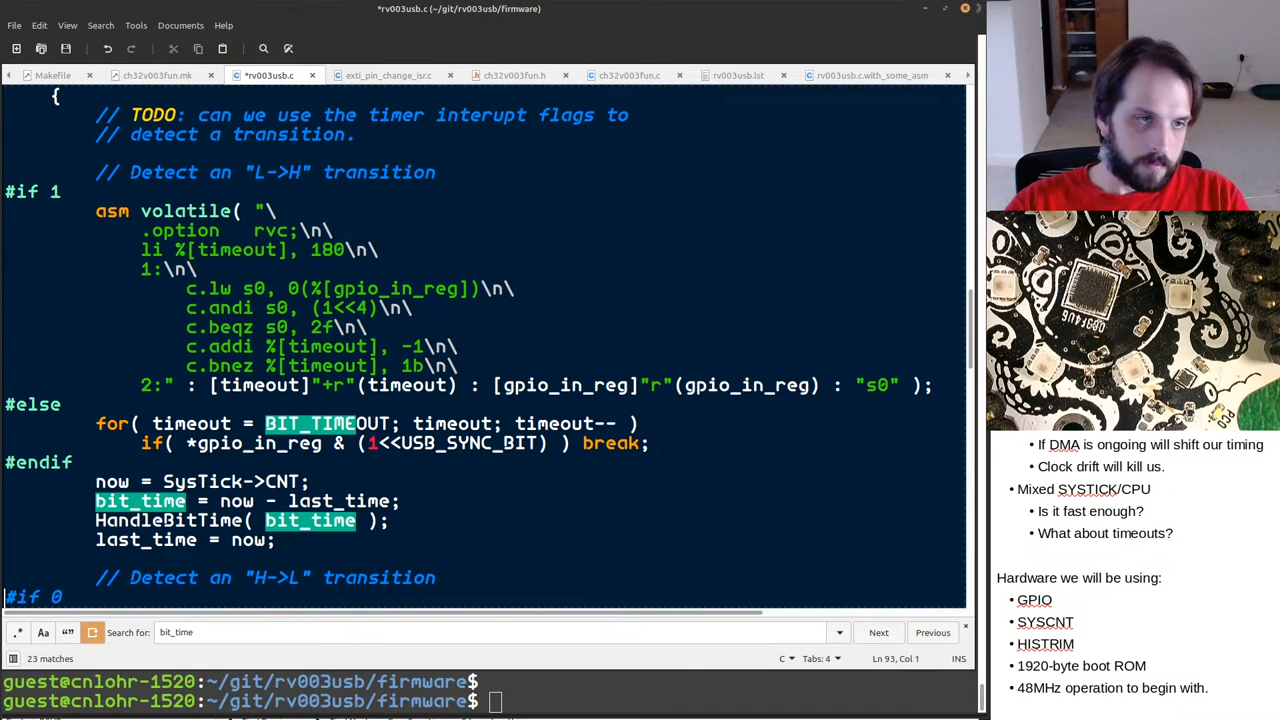 *rv003usb.c (~/git/rv003usb/firmware)
File Edit View Search Tools Documents Help
Makefile × ch32v003fun.mk × *rv003usb.c × exti_pin_change_isr.c × ch32v003fun.h × ch32v003fun.c × rv003usb.lst × rv003usb.c.with_some_asm ×
{
// TODO: can we use the timer interupt flags to
// detect a transition.
// Detect an "L->H" transition
#if 1
asm volatile( "\
.option rvc;\n\
li %[timeout], 180\n\
1:\n\
c.lw s0, 0(%[gpio_in_reg])\n\
c.andi s0, (1<<4)\n\
c.beqz s0, 2f\n\
c.addi %[timeout], -1\n\
c.bnez %[timeout], 1b\n\
2:" : [timeout]"+r"(timeout) : [gpio_in_reg]"r"(gpio_in_reg) : "s0" );
#else
for( timeout = BIT_TIMEOUT; timeout; timeout-- )
if( *gpio_in_reg & (1<<USB_SYNC_BIT) ) break;
#endif
now = SysTick->CNT;
bit_time = now - last_time;
HandleBitTime( bit_time );
last_time = now;
// Detect an "H->L" transition
#if 0
.* Aa “” Search for: bit_time Next Previous ×
23 matches C Tabs: 4 Ln 93, Col 1 INS
guest@cnlohr-1520:~/git/rv003usb/firmware$
guest@cnlohr-1520:~/git/rv003usb/firmware$
• If DMA is ongoing will shift our timing
• Clock drift will kill us.
• Mixed SYSTICK/CPU
• Is it fast enough?
• What about timeouts?
Hardware we will be using:
• GPIO
• SYSCNT
• HISTRIM
• 1920-byte boot ROM
• 48MHz operation to begin with.